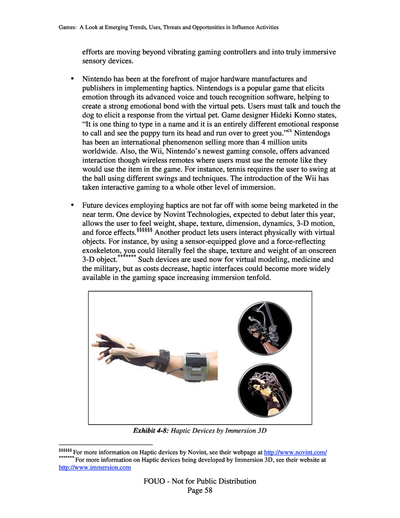 Games:  A Look at Emerging Trends, Uses, Threats and Opportunities in Influence Activities
efforts are moving beyond vibrating gaming controllers and into truly immersive
sensory devices.
• Nintendo has been at the forefront of major hardware manufactures and
publishers in implementing haptics. Nintendogs is a popular game that elicits
emotion through its advanced voice and touch recognition software, helping to
create a strong emotional bond with the virtual pets. Users must talk and touch the
dog to elicit a response from the virtual pet. Game designer Hideki Konno states,
“It is one thing to type in a name and it is an entirely different emotional response
to call and see the puppy turn its head and run over to greet you.” Nintendogs
has been an international phenomenon selling more than 4 million units
worldwide. Also, the Wii, Nintendo’s newest gaming console, offers advanced
interaction though wireless remotes where users must use the remote like they
would use the item in the game. For instance, tennis requires the user to swing at
the ball using different swings and techniques. The introduction of the Wii has
taken interactive gaming to a whole other level of immersion.
• Future devices employing haptics are not far off with some being marketed in the
near term. One device by Novint Technologies, expected to debut later this year,
allows the user to feel weight, shape, texture, dimension, dynamics, 3-D motion,
and force effects.§§§§§§ Another product lets users interact physically with virtual
objects. For instance, by using a sensor-equipped glove and a force-reflecting
exoskeleton, you could literally feel the shape, texture and weight of an onscreen
3-D object.******* Such devices are used now for virtual modeling, medicine and
the military, but as costs decrease, haptic interfaces could become more widely
available in the gaming space increasing immersion tenfold.
Exhibit 4-8: Haptic Devices by Immersion 3D
§§§§§§ For more information on Haptic devices by Novint, see their webpage at http://www.novint.com/
******* For more information on Haptic devices being developed by Immersion 3D, see their website at
http://www.immersion.com
FOUO - Not for Public Distribution
Page 58